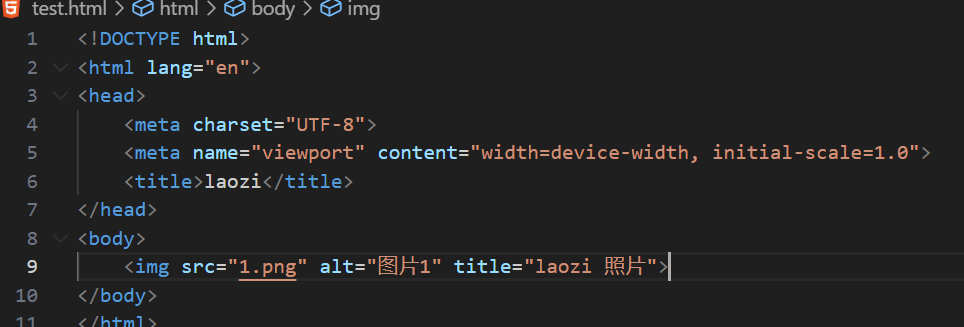 test.html > html > body > img
1 <!DOCTYPE html>
2 <html lang="en">
3 <head>
4 <meta charset="UTF-8">
5 <meta name="viewport" content="width=device-width, initial-scale=1.0">
6 <title>laozi</title>
7 </head>
8 <body>
9 <img src="1.png" alt="图片1" title="laozi 照片">
10 </body>
11 </html>